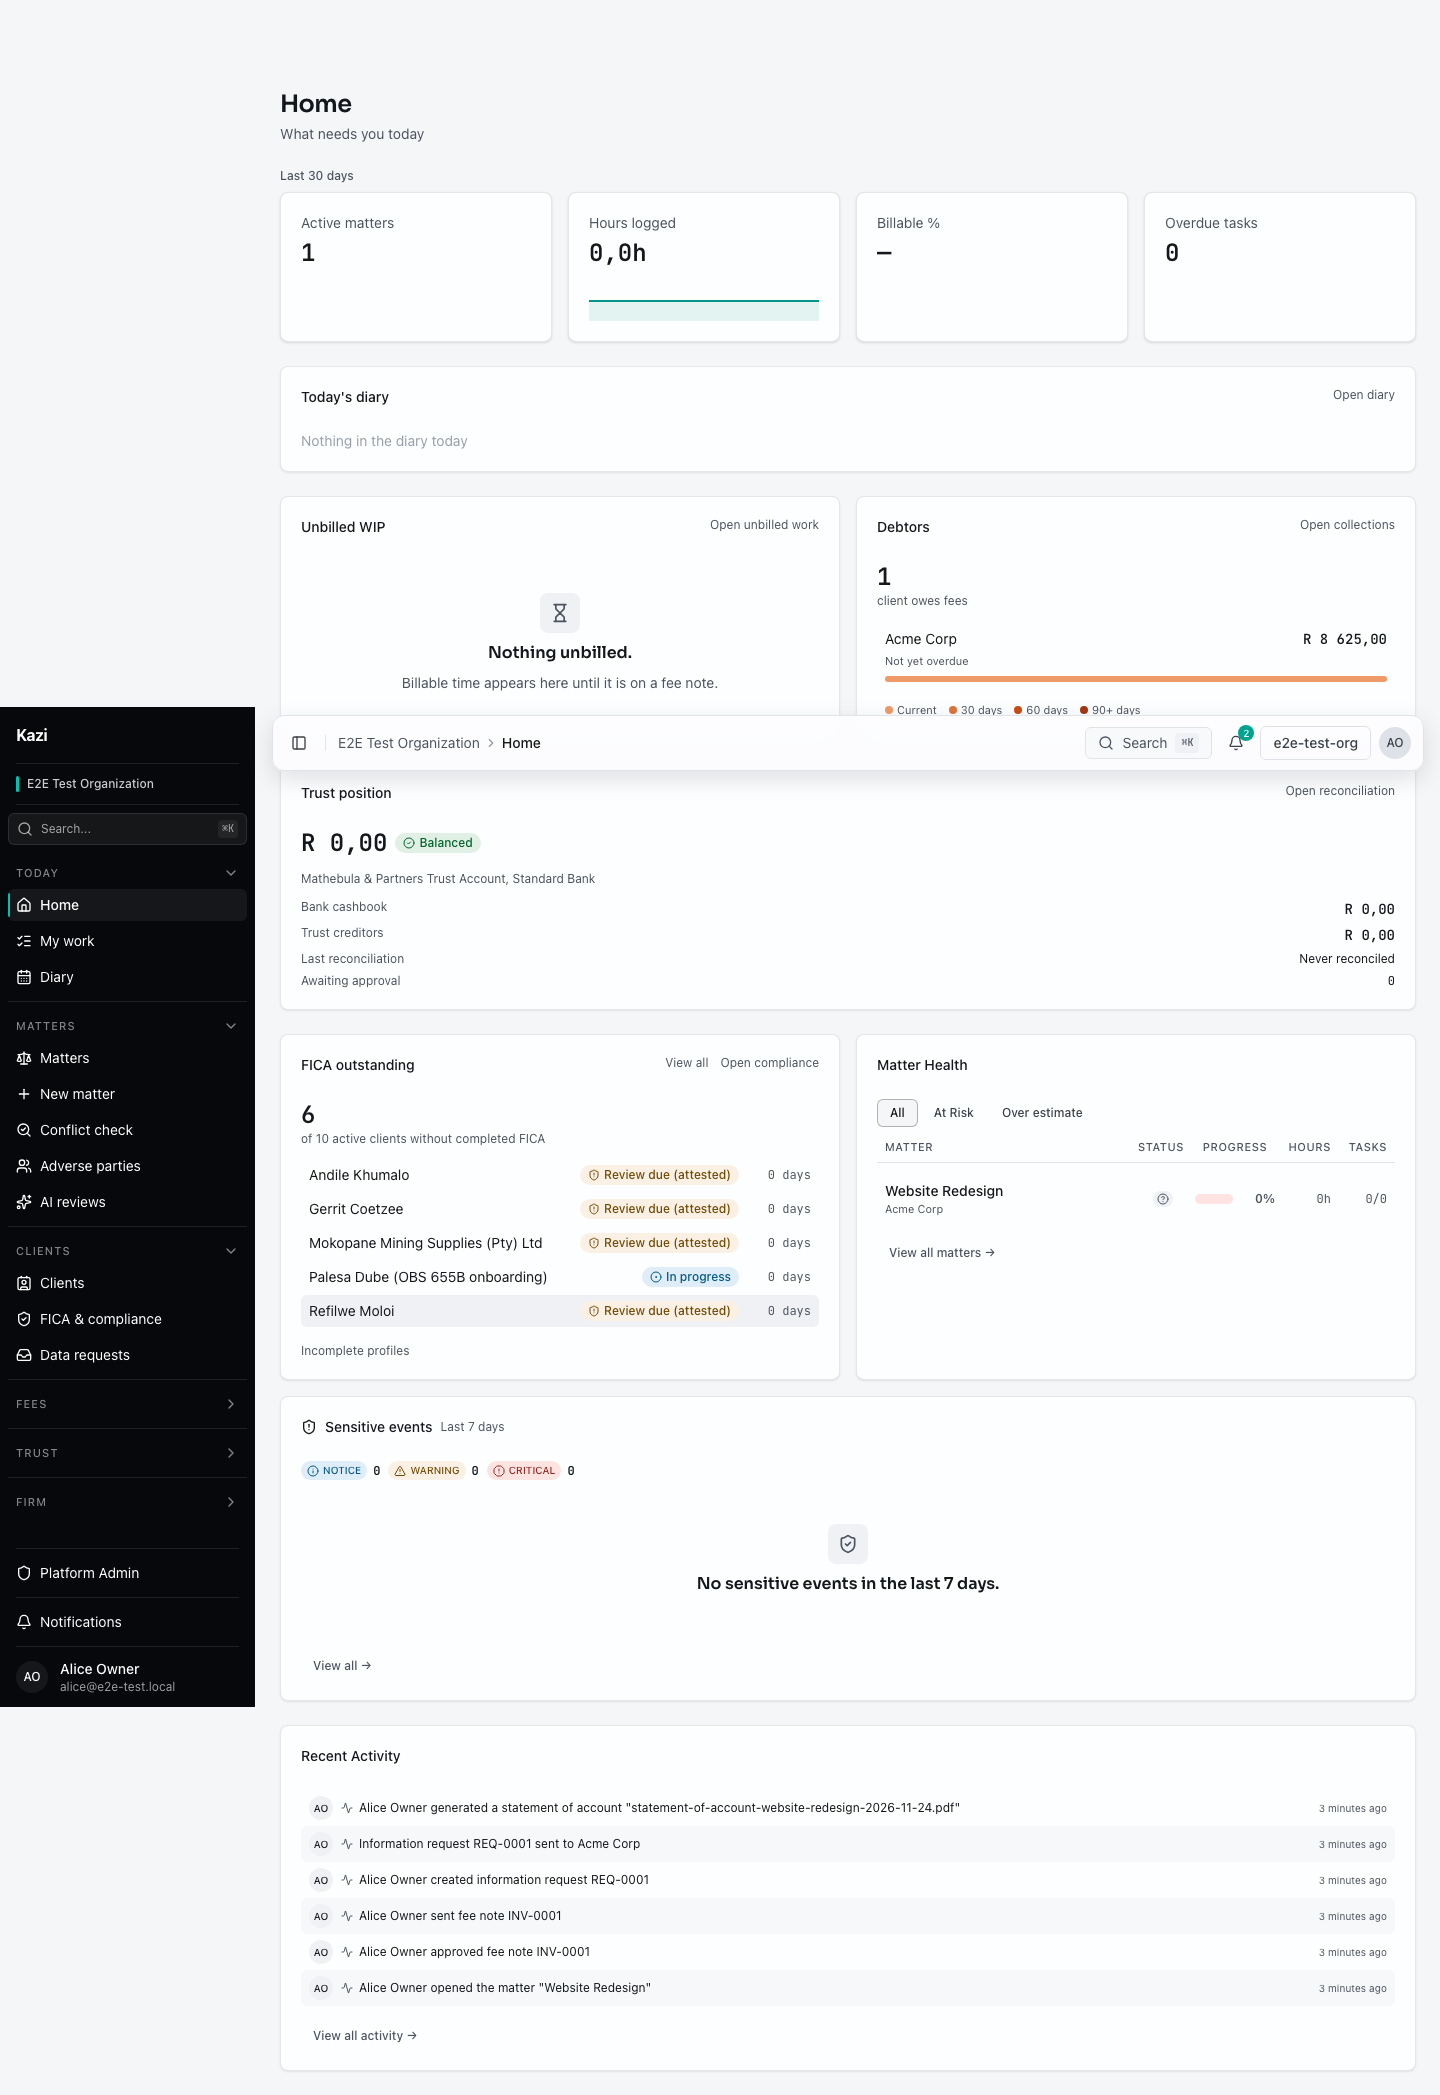 Home
What needs you today
Last 30 days
Active matters
1
Hours logged
0,0h
Billable %
—
Overdue tasks
0
Today's diary
Open diary
Nothing in the diary today
Unbilled WIP
Open unbilled work
Nothing unbilled.
Billable time appears here until it is on a fee note.
Debtors
Open collections
1
client owes fees
Acme Corp
R 8 625,00
Not yet overdue
Current 30 days 60 days 90+ days
E2E Test Organization > Home
Search ⌘K
2
e2e-test-org
AO
Kazi
E2E Test Organization
Search... ⌘K
TODAY
Home
My work
Diary
MATTERS
Matters
New matter
Conflict check
Adverse parties
AI reviews
CLIENTS
Clients
FICA & compliance
Data requests
FEES
TRUST
FIRM
Platform Admin
Notifications
AO
Alice Owner
alice@e2e-test.local
Trust position
Open reconciliation
R 0,00 Balanced
Mathebula & Partners Trust Account, Standard Bank
Bank cashbook R 0,00
Trust creditors R 0,00
Last reconciliation Never reconciled
Awaiting approval 0
FICA outstanding
View all Open compliance
6
of 10 active clients without completed FICA
Andile Khumalo Review due (attested) 0 days
Gerrit Coetzee Review due (attested) 0 days
Mokopane Mining Supplies (Pty) Ltd Review due (attested) 0 days
Palesa Dube (OBS 655B onboarding) In progress 0 days
Refilwe Moloi Review due (attested) 0 days
Incomplete profiles
Matter Health
All At Risk Over estimate
MATTER STATUS PROGRESS HOURS TASKS
Website Redesign 0% 0h 0/0
Acme Corp
View all matters →
Sensitive events Last 7 days
NOTICE 0 WARNING 0 CRITICAL 0
No sensitive events in the last 7 days.
View all →
Recent Activity
AO Alice Owner generated a statement of account "statement-of-account-website-redesign-2026-11-24.pdf" 3 minutes ago
AO Information request REQ-0001 sent to Acme Corp 3 minutes ago
AO Alice Owner created information request REQ-0001 3 minutes ago
AO Alice Owner sent fee note INV-0001 3 minutes ago
AO Alice Owner approved fee note INV-0001 3 minutes ago
AO Alice Owner opened the matter "Website Redesign" 3 minutes ago
View all activity →